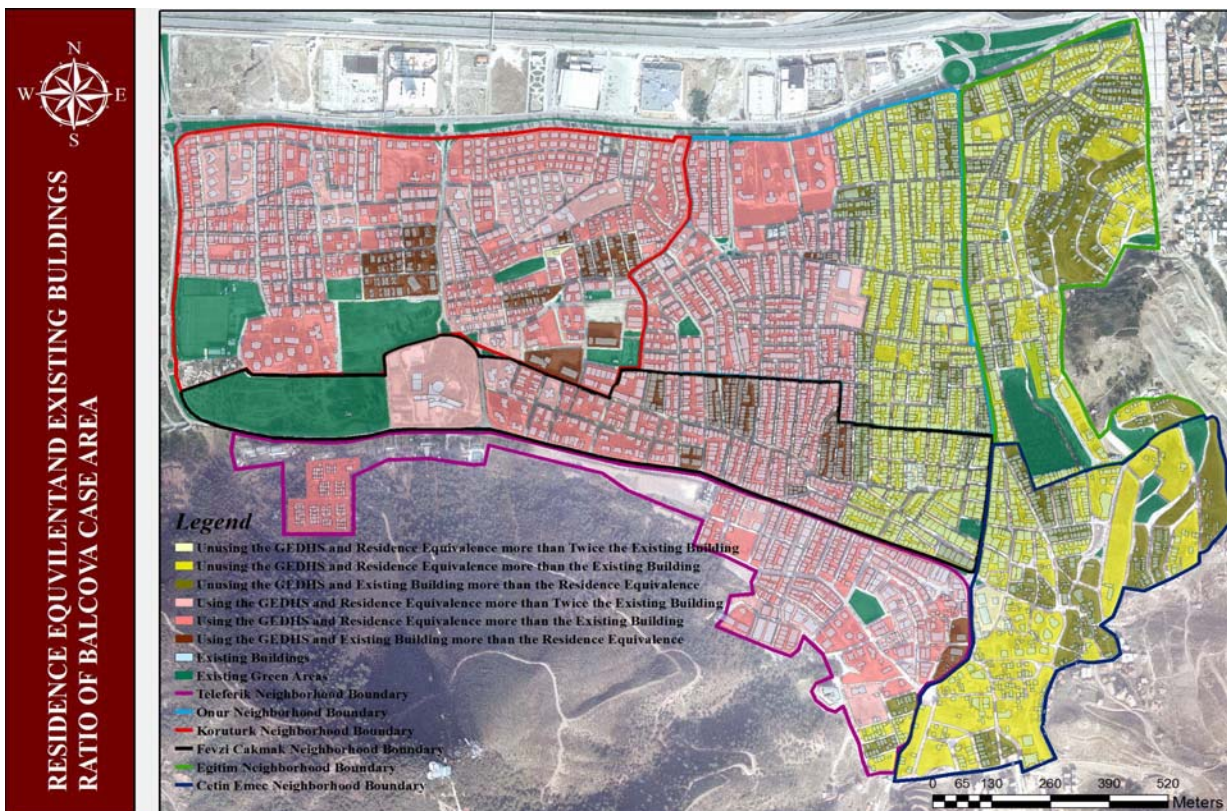 N
W E
S
RESIDENCE EQUVILENTAND EXISTING BUILDINGS
RATIO OF BALCOVA CASE AREA
Legend
Unusing the GEDHS and Residence Equivalence more than Twice the Existing Building
Unusing the GEDHS and Residence Equivalence more than the Existing Building
Unusing the GEDHS and Existing Building more than the Residence Equivalence
Using the GEDHS and Residence Equivalence more than Twice the Existing Building
Using the GEDHS and Residence Equivalence more than the Existing Building
Using the GEDHS and Existing Building more than the Residence Equivalence
Existing Buildings
Existing Green Areas
Teleferik Neighborhood Boundary
Onur Neighborhood Boundary
Koruturk Neighborhood Boundary
Fevzi Cakmak Neighborhood Boundary
Egitim Neighborhood Boundary
Cetin Emec Neighborhood Boundary
0 65 130 260 390 520
Meters